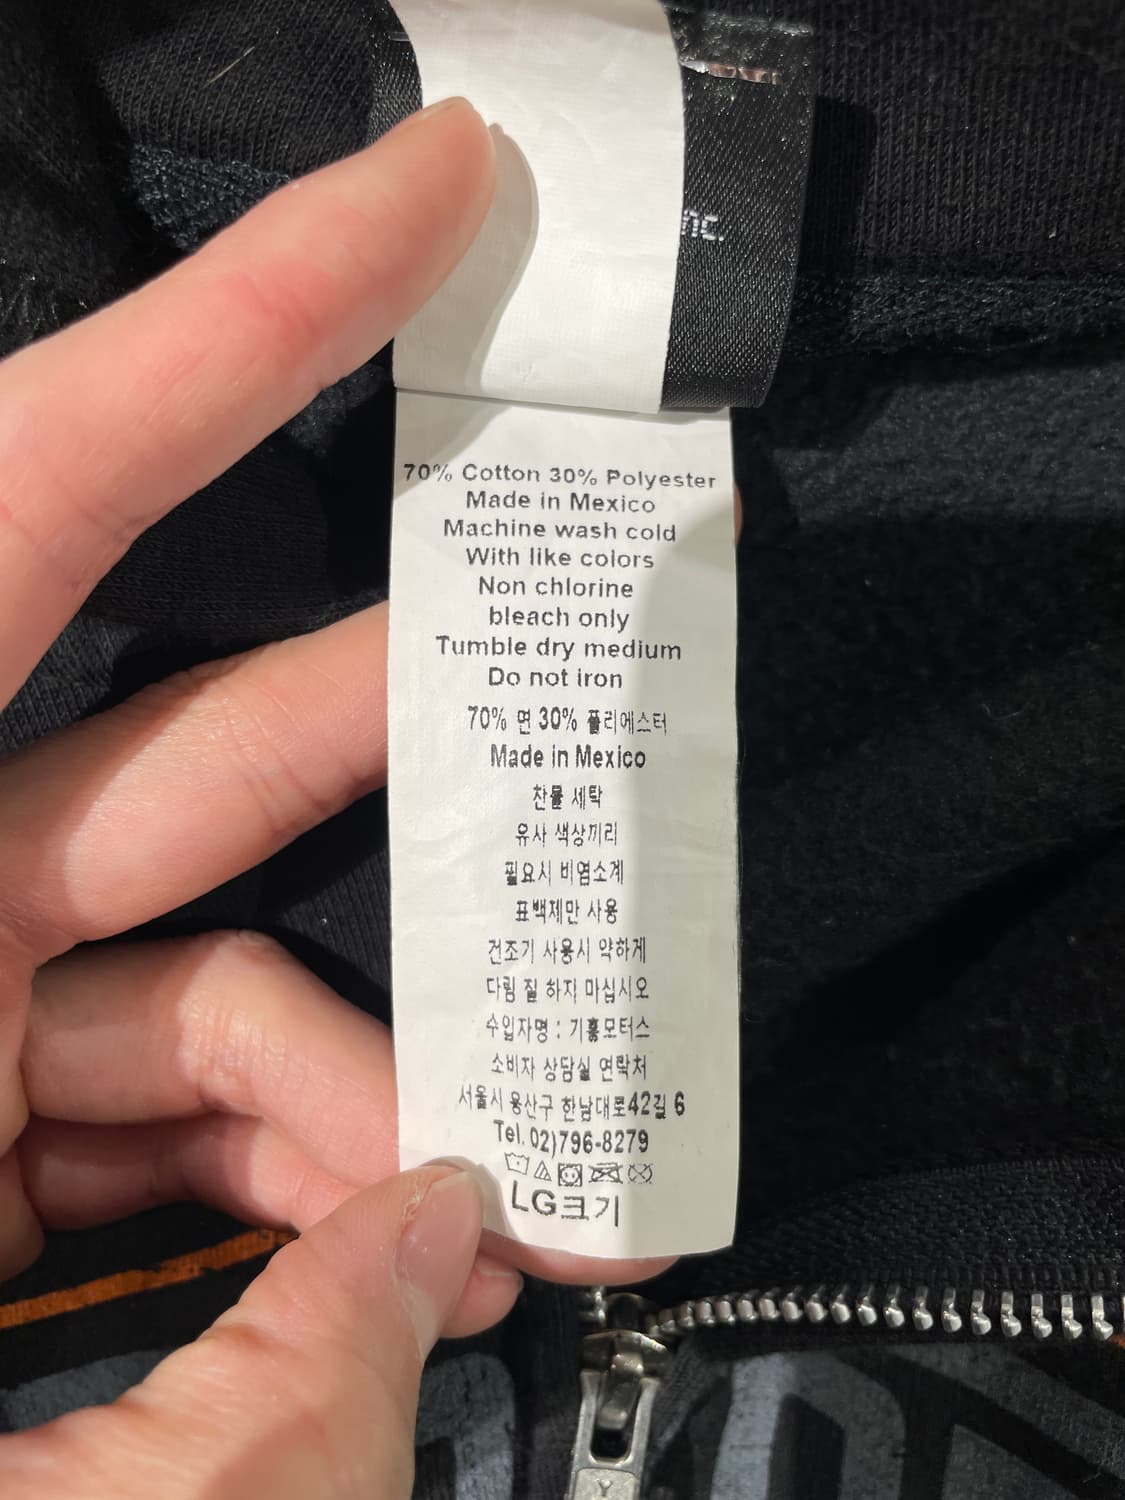 nc.
70% Cotton 30% Polyester
Made in Mexico
Machine wash cold
With like colors
Non chlorine
bleach only
Tumble dry medium
Do not iron
70% 면 30% 폴리에스터
Made in Mexico
찬물 세탁
유사 색상끼리
필요시 비염소계
표백제만 사용
건조기 사용시 약하게
다림 질 하지 마십시오
수입자명 : 기흥모터스
소비자 상담실 연락처
서울시 용산구 한남대로42길 6
Tel. 02)796-8279
LG크기
Y